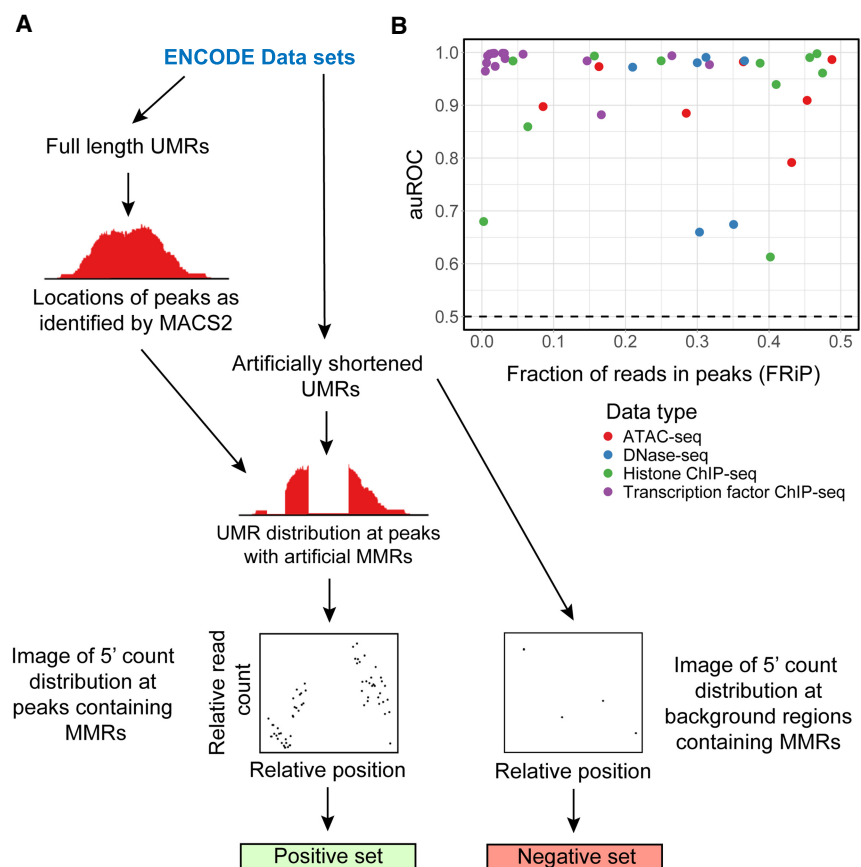 A
ENCODE Data sets
Full length UMRs
Locations of peaks as
identified by MACS2
Artificially shortened
UMRs
UMR distribution at peaks
with artificial MMRs
Image of 5’ count
distribution at
peaks containing
MMRs
Relative read
count
Relative position
Positive set
Image of 5’ count
distribution at
background regions
containing MMRs
Relative position
Negative set
B
auROC
1.0
0.9
0.8
0.7
0.6
0.5
0.0 0.1 0.2 0.3 0.4 0.5
Fraction of reads in peaks (FRiP)
Data type
ATAC-seq
DNase-seq
Histone ChIP-seq
Transcription factor ChIP-seq